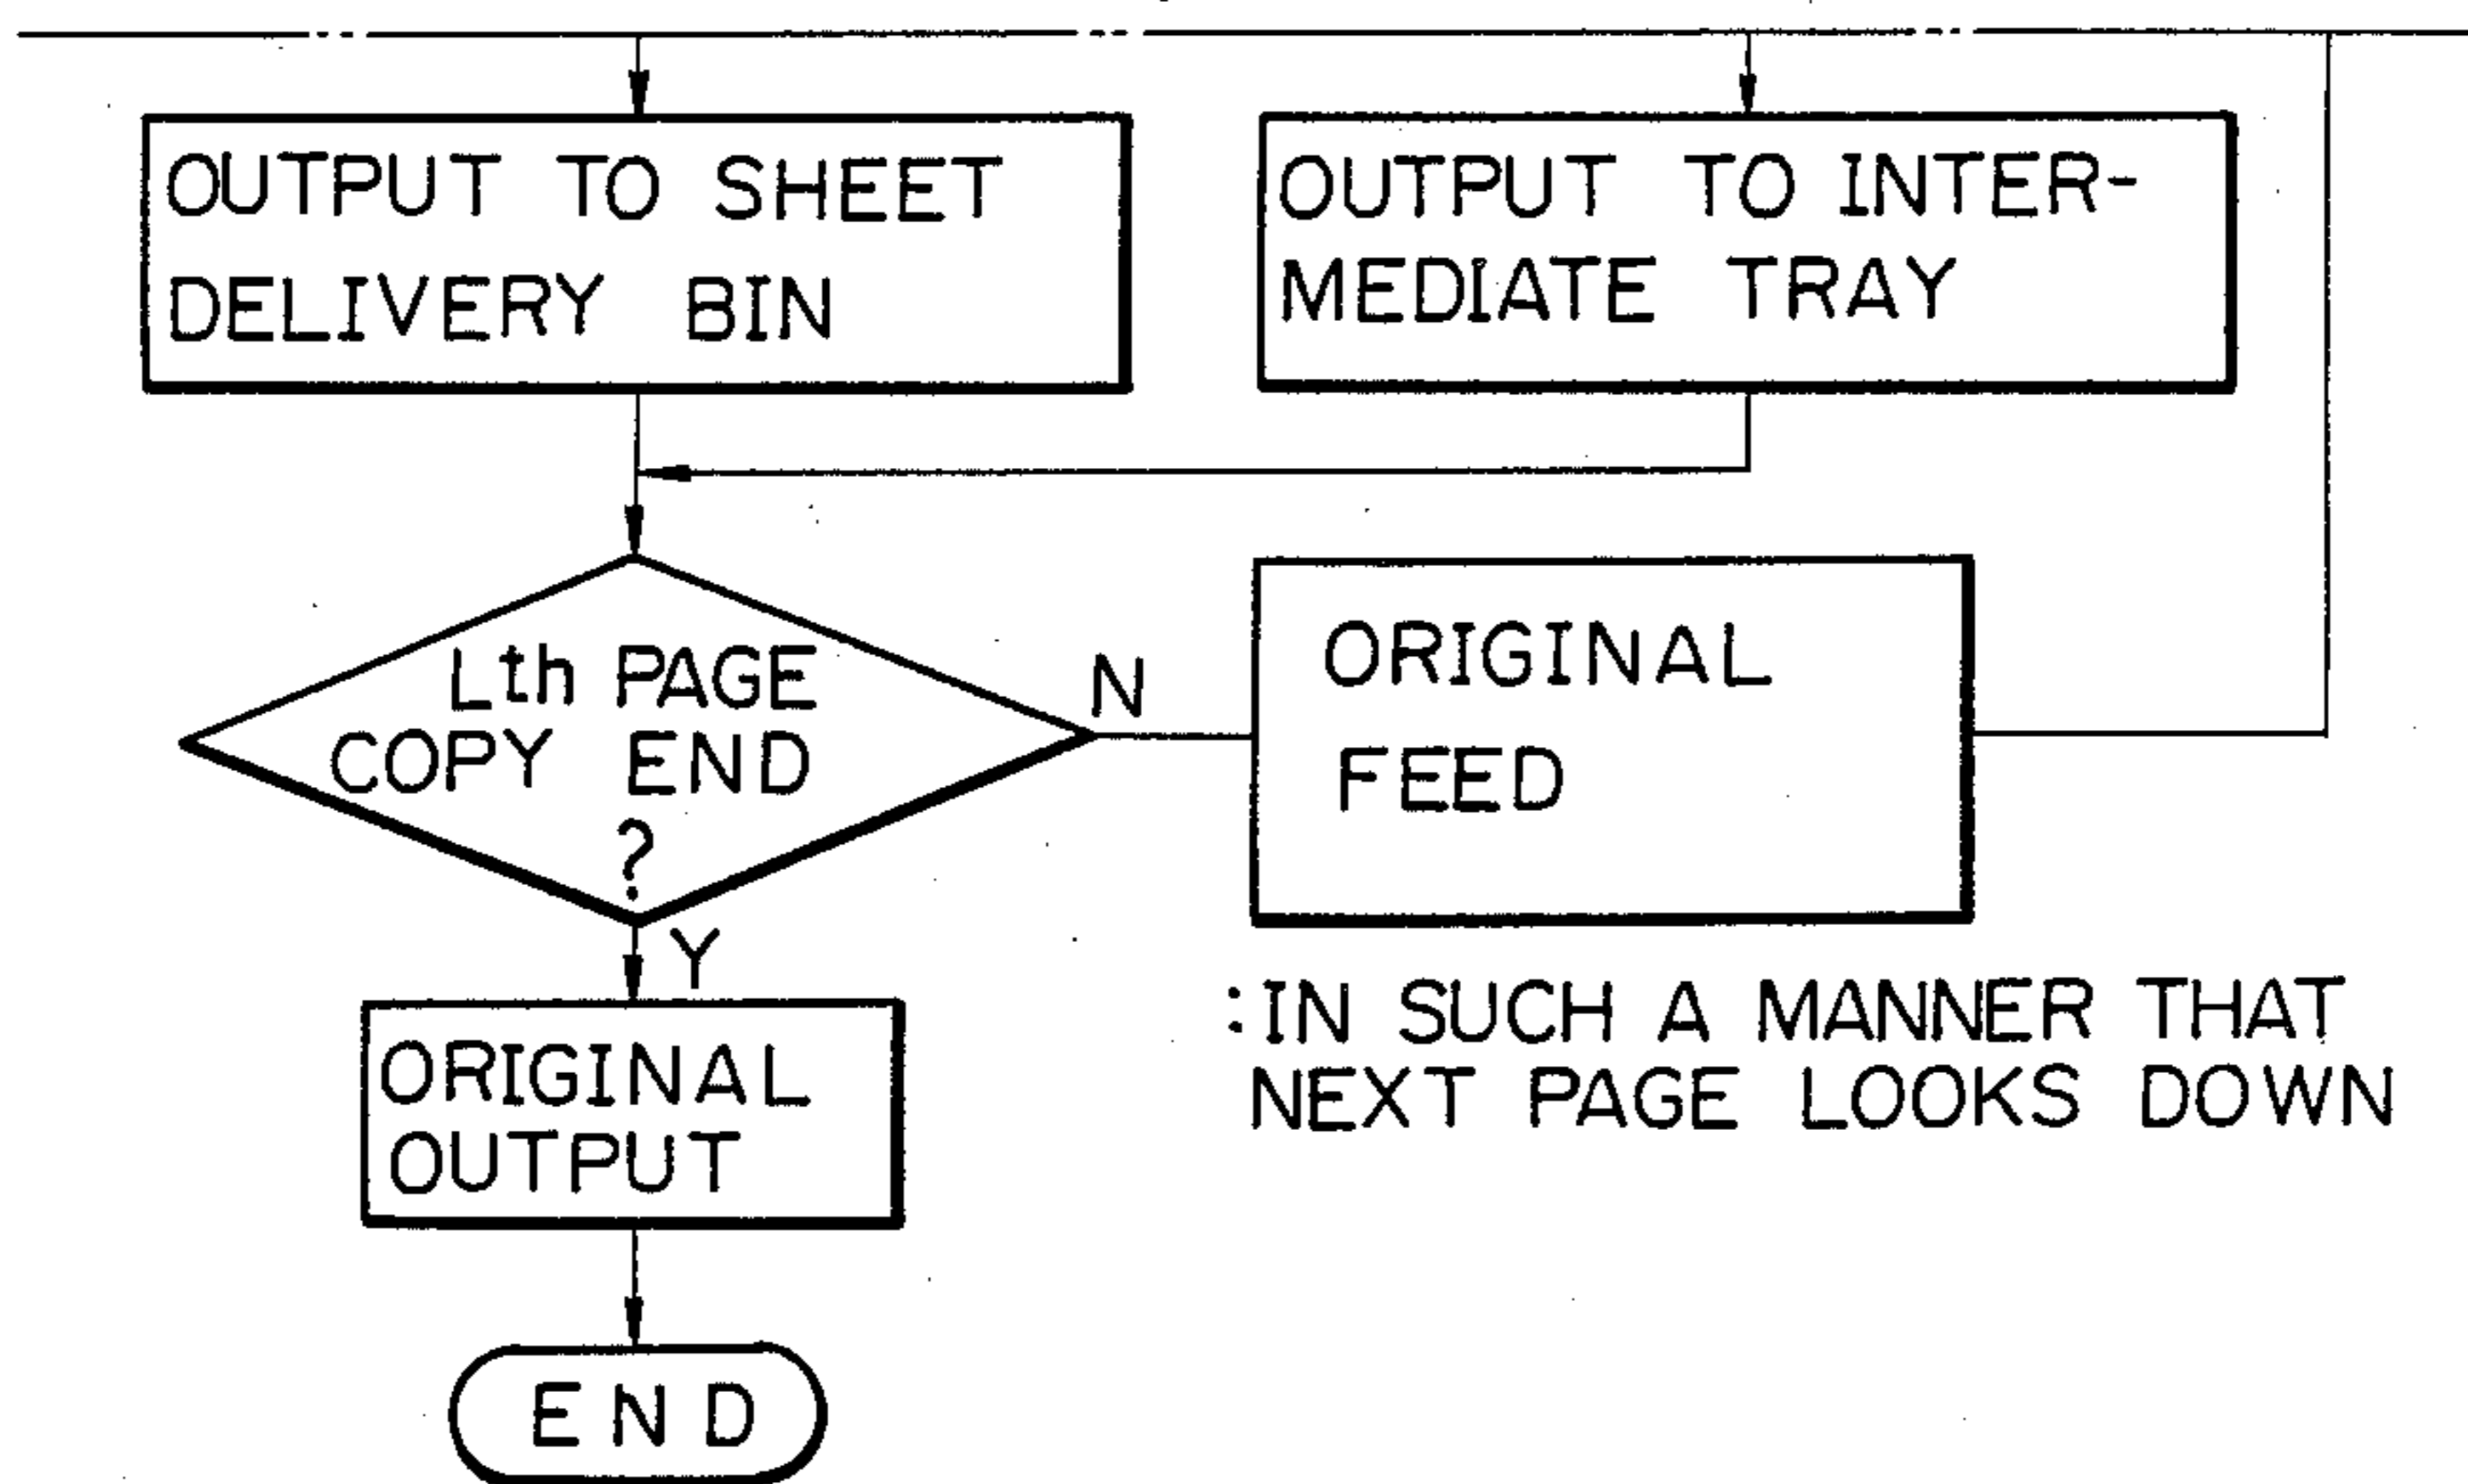 OUTPUT TO SHEET
DELIVERY BIN
OUTPUT TO INTER-
MEDIATE TRAY
Lth PAGE
COPY END
?
N
ORIGINAL
FEED
Y
:IN SUCH A MANNER THAT
NEXT PAGE LOOKS DOWN
ORIGINAL
OUTPUT
END